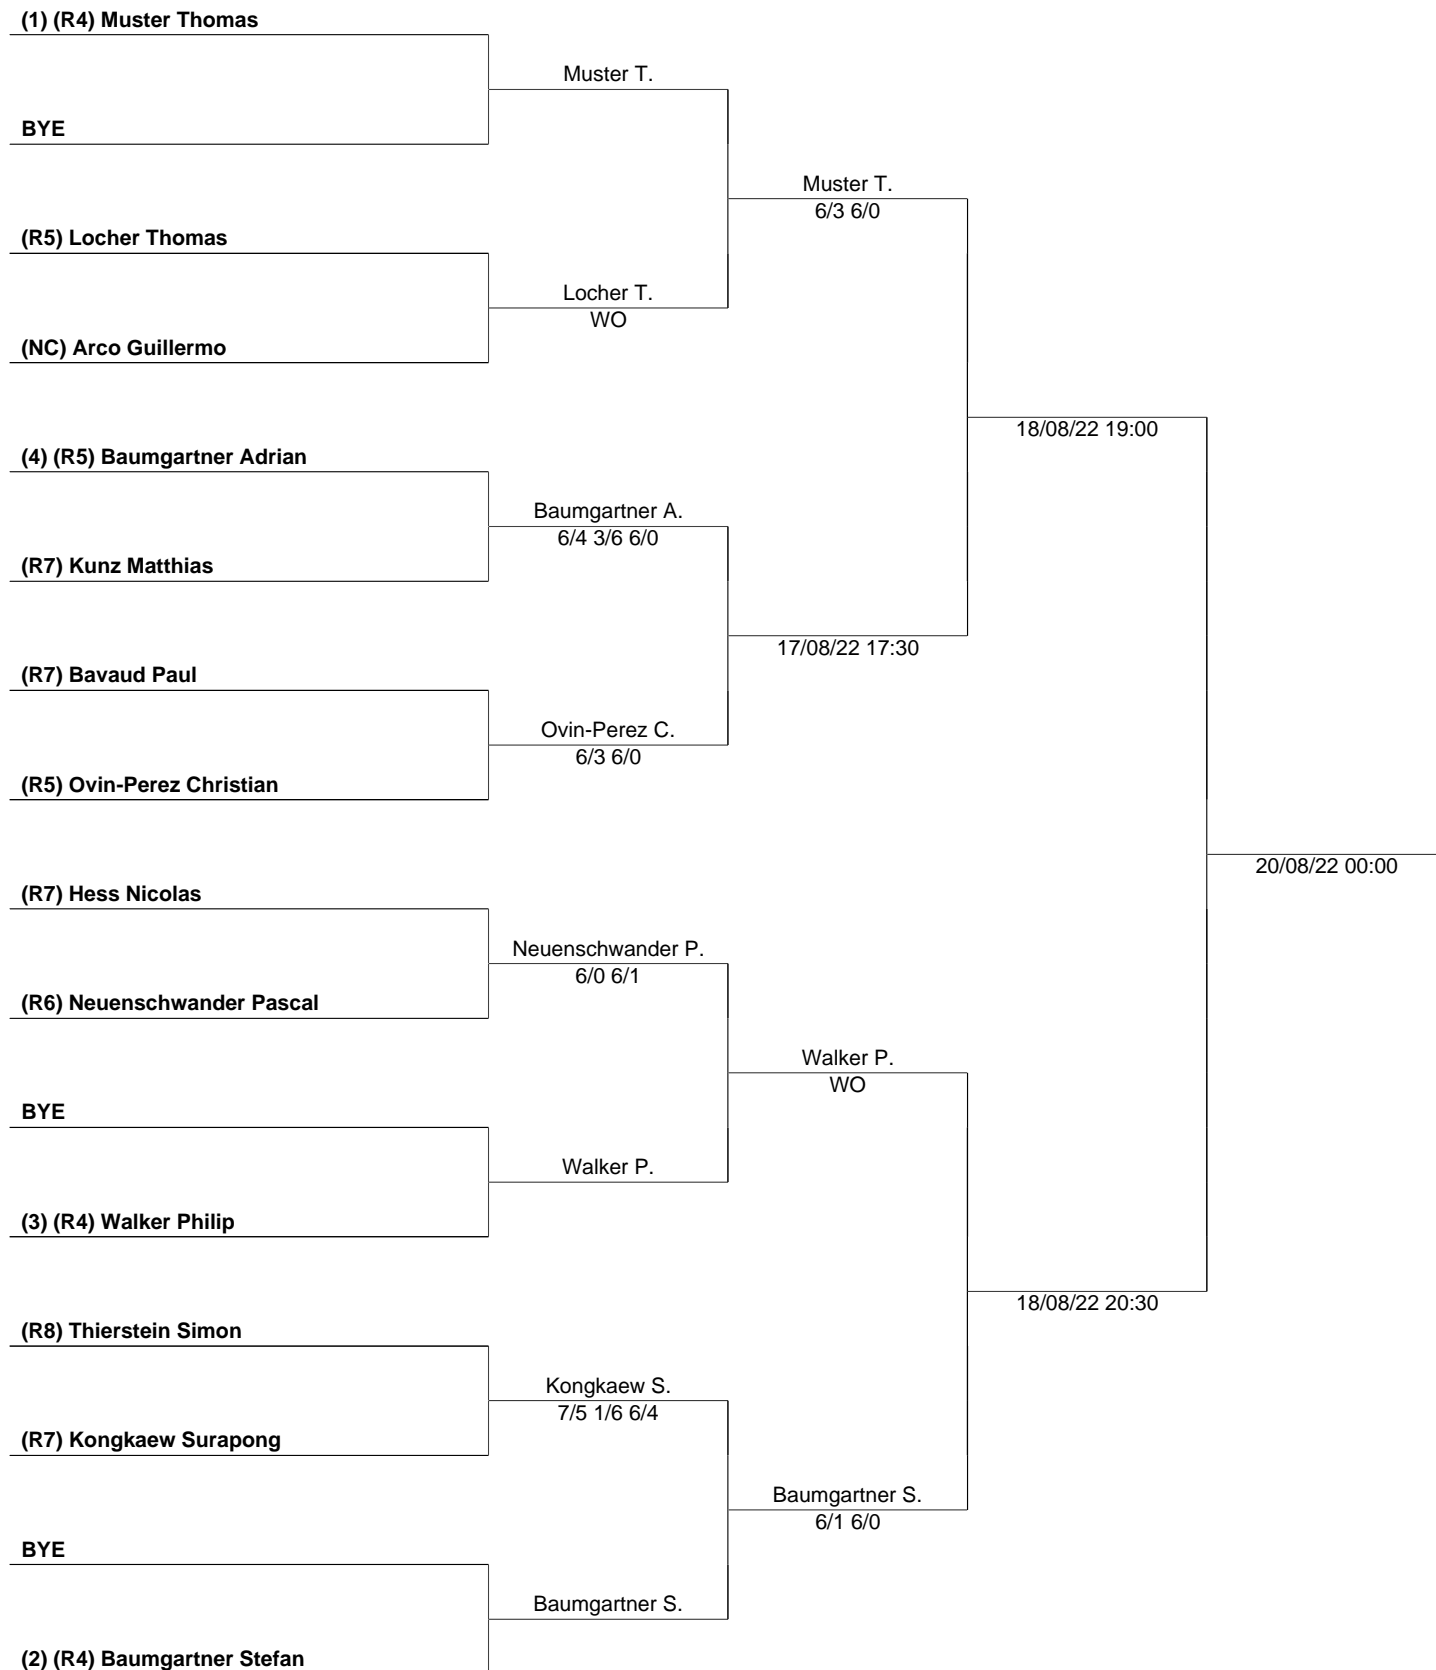 (1) (R4) Muster Thomas
Muster T.
BYE
Muster T.
6/3 6/0
(R5) Locher Thomas
Locher T.
WO
(NC) Arco Guillermo
18/08/22 19:00
(4) (R5) Baumgartner Adrian
Baumgartner A.
6/4 3/6 6/0
(R7) Kunz Matthias
17/08/22 17:30
(R7) Bavaud Paul
Ovin-Perez C.
6/3 6/0
(R5) Ovin-Perez Christian
20/08/22 00:00
(R7) Hess Nicolas
Neuenschwander P.
6/0 6/1
(R6) Neuenschwander Pascal
Walker P.
WO
BYE
Walker P.
(3) (R4) Walker Philip
18/08/22 20:30
(R8) Thierstein Simon
Kongkaew S.
7/5 1/6 6/4
(R7) Kongkaew Surapong
Baumgartner S.
6/1 6/0
BYE
Baumgartner S.
(2) (R4) Baumgartner Stefan